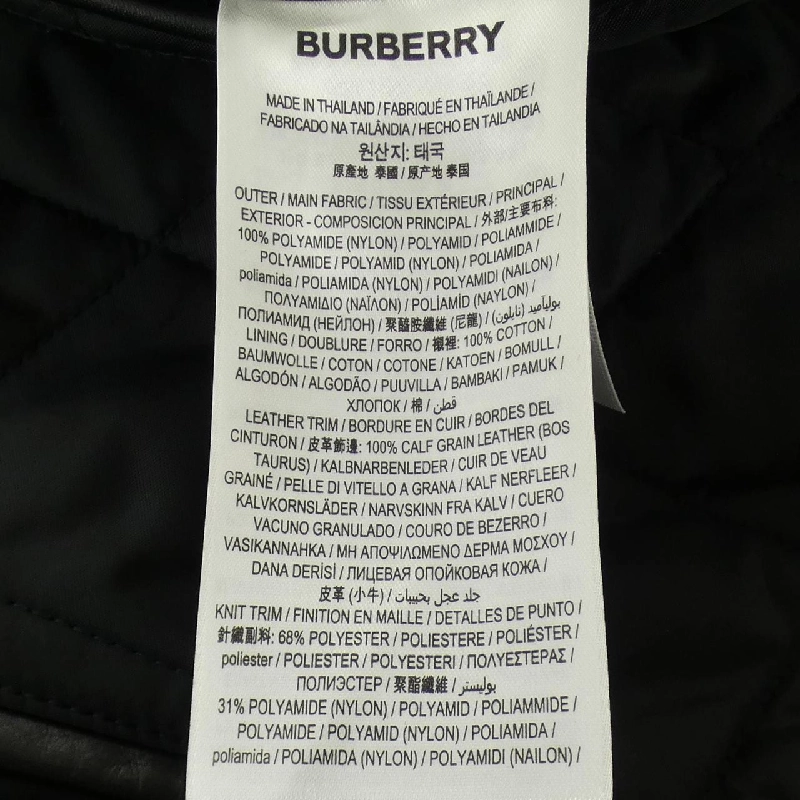 BURBERRY
MADE IN THAILAND / FABRIQUÉ EN THAÏLANDE /
FABRICADO NA TAILÂNDIA / HECHO EN TAILANDIA
원산지: 태국
原產地 泰國 / 原产地 泰国
OUTER / MAIN FABRIC / TISSU EXTÉRIEUR / PRINCIPAL /
EXTERIOR - COMPOSICION PRINCIPAL / 外部/主要布料:
100% POLYAMIDE (NYLON) / POLYAMID / POLIAMMIDE /
POLYAMIDE / POLYAMID (NYLON) / POLIAMIDA /
poliamida / POLIAMIDA (NYLON) / POLYAMIDI (NAILON) /
ΠΟΛΥΑΜΙΔΙΟ (ΝΑΪΛΟΝ) / POLİAMİD (NAYLON) /
ПОЛИАМИД (НЕЙЛОН) / 聚醯胺纖維 (尼龍) / بولياميد (نايلون) /
LINING / DOUBLURE / FORRO / 襯裡: 100% COTTON /
BAUMWOLLE / COTON / COTONE / KATOEN / BOMULL /
ALGODÓN / ALGODÃO / PUUVILLA / ΒΑΜΒΑΚΙ / PAMUK /
ХЛОПОК / 棉 / قطن /
LEATHER TRIM / BORDURE EN CUIR / BORDES DEL
CINTURON / 皮革飾邊: 100% CALF GRAIN LEATHER (BOS
TAURUS) / KALBNARBENLEDER / CUIR DE VEAU
GRAINÉ / PELLE DI VITELLO A GRANA / KALF NERFLEER /
KALVKORNSLÄDER / NARVSKINN FRA KALV / CUERO
VACUNO GRANULADO / COURO DE BEZERRO /
VASIKANNAHKA / ΜΗ ΑΠΟΨΙΛΩΜΕΝΟ ΔΕΡΜΑ ΜΟΣΧΟΥ /
DANA DERİSİ / ЛИЦЕВАЯ ОПОЙКОВАЯ КОЖА /
皮革 (小牛) / جلد عجل بحبيبات /
KNIT TRIM / FINITION EN MAILLE / DETALLES DE PUNTO /
針織副料: 68% POLYESTER / POLIESTERE / POLIÉSTER /
poliester / POLIESTER / POLYESTERI / ΠΟΛΥΕΣΤΕΡΑΣ /
ПОЛИЭСТЕР / 聚酯纖維 / بوليستر /
31% POLYAMIDE (NYLON) / POLYAMID / POLIAMMIDE /
POLYAMIDE / POLYAMID (NYLON) / POLIAMIDA /
poliamida / POLIAMIDA (NYLON) / POLYAMIDI (NAILON) /